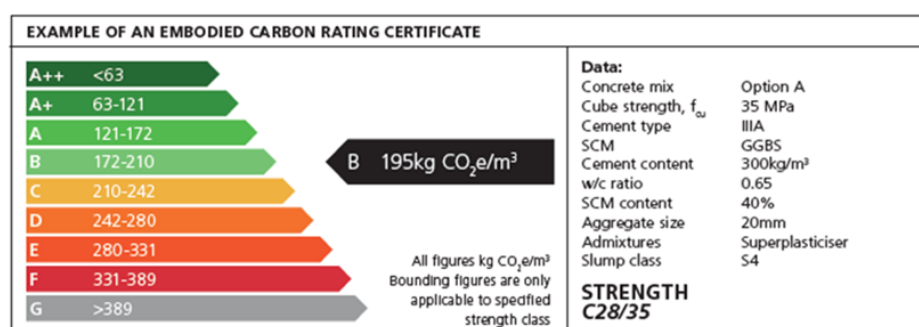 EXAMPLE OF AN EMBODIED CARBON RATING CERTIFICATE
A++ <63
A+ 63-121
A 121-172
B 172-210
C 210-242
D 242-280
E 280-331
F 331-389
G >389
B 195kg CO₂e/m³
All figures kg CO₂e/m³
Bounding figures are only
applicable to specified
strength class
Data:
Concrete mix Option A
Cube strength, fcu 35 MPa
Cement type IIIA
SCM GGBS
Cement content 300kg/m³
w/c ratio 0.65
SCM content 40%
Aggregate size 20mm
Admixtures Superplasticiser
Slump class S4
STRENGTH
C28/35